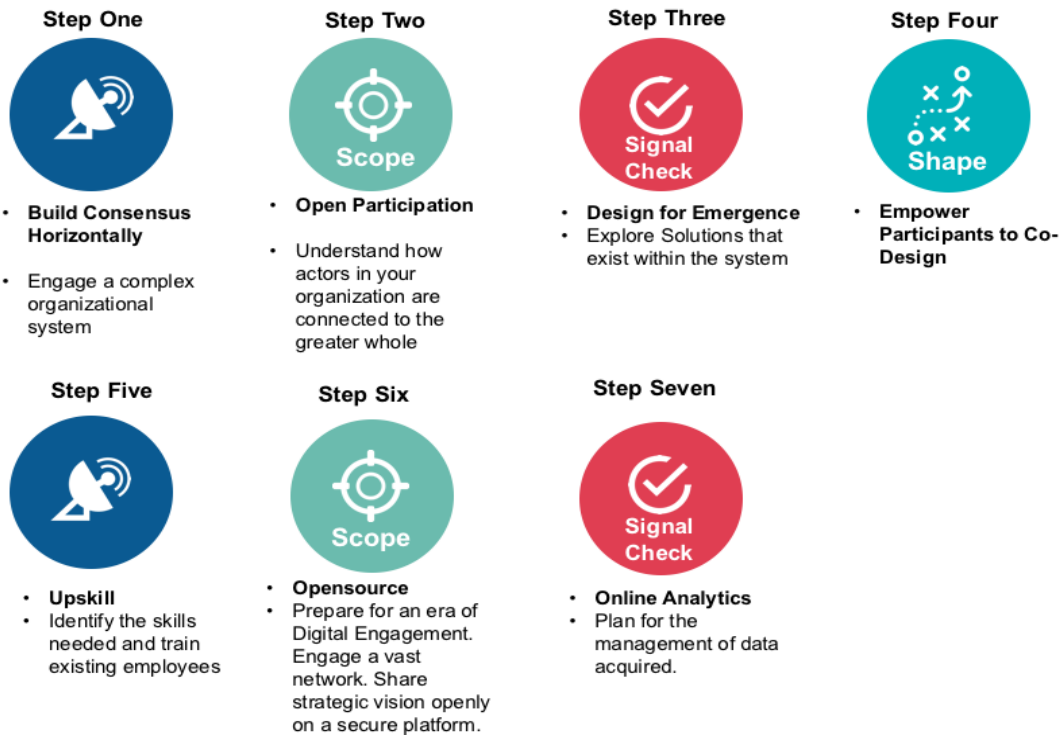 Step One
• Build Consensus
Horizontally
• Engage a complex
organizational
system
Step Two
Scope
• Open Participation
• Understand how
actors in your
organization are
connected to the
greater whole
Step Three
Signal
Check
• Design for Emergence
• Explore Solutions that
exist within the system
Step Four
Shape
• Empower
Participants to Co-
Design
Step Five
• Upskill
• Identify the skills
needed and train
existing employees
Step Six
Scope
• Opensource
• Prepare for an era of
Digital Engagement.
Engage a vast
network. Share
strategic vision openly
on a secure platform.
Step Seven
Signal
Check
• Online Analytics
• Plan for the
management of data
acquired.